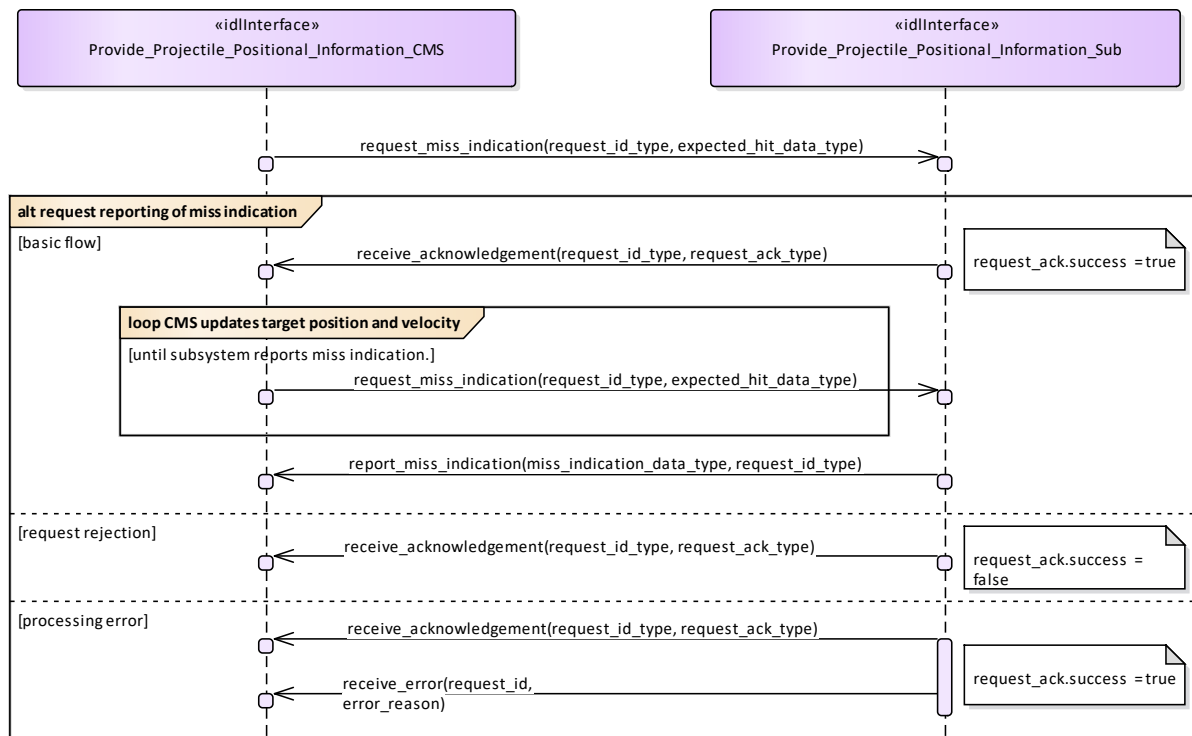 «idlInterface»
Provide_Projectile_Positional_Information_CMS
«idlInterface»
Provide_Projectile_Positional_Information_Sub
request_miss_indication(request_id_type, expected_hit_data_type)
alt request reporting of miss indication
[basic flow]
receive_acknowledgement(request_id_type, request_ack_type)
request_ack.success =true
loop CMS updates target position and velocity
[until subsystem reports miss indication.]
request_miss_indication(request_id_type, expected_hit_data_type)
report_miss_indication(miss_indication_data_type, request_id_type)
[request rejection]
receive_acknowledgement(request_id_type, request_ack_type)
request_ack.success =
false
[processing error]
receive_acknowledgement(request_id_type, request_ack_type)
request_ack.success =true
receive_error(request_id,
error_reason)